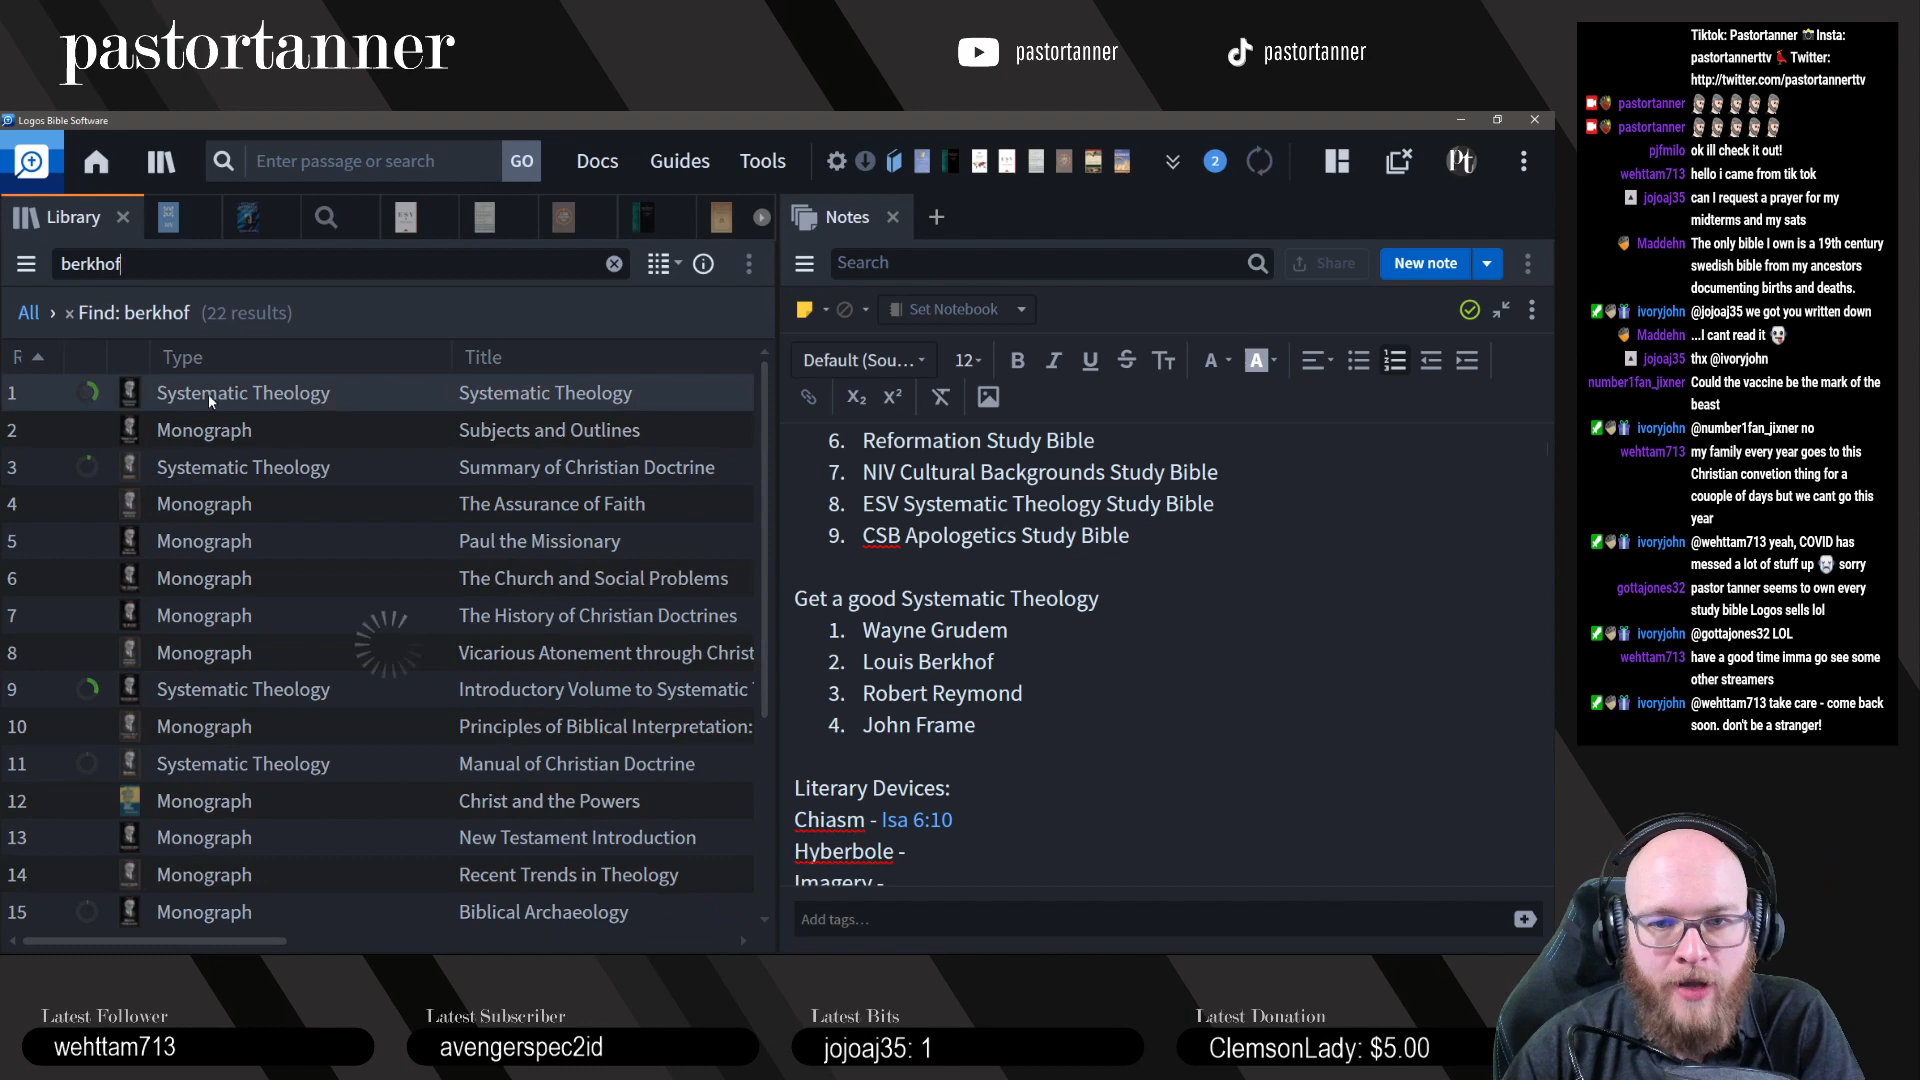 pastortanner
pastortanner
pastortanner
Logos Bible Software
Enter passage or search
GO
Docs
Guides
Tools
2
Pt
Library
Notes
berkhof
Search
Share
New note
All › × Find: berkhof (22 results)
Set Notebook
R
Type
Title
Default (Sou...
12
1 Systematic Theology Systematic Theology
2 Monograph Subjects and Outlines
3 Systematic Theology Summary of Christian Doctrine
4 Monograph The Assurance of Faith
5 Monograph Paul the Missionary
6 Monograph The Church and Social Problems
7 Monograph The History of Christian Doctrines
8 Monograph Vicarious Atonement through Christ
9 Systematic Theology Introductory Volume to Systematic
10 Monograph Principles of Biblical Interpretation:
11 Systematic Theology Manual of Christian Doctrine
12 Monograph Christ and the Powers
13 Monograph New Testament Introduction
14 Monograph Recent Trends in Theology
15 Monograph Biblical Archaeology
6. Reformation Study Bible
7. NIV Cultural Backgrounds Study Bible
8. ESV Systematic Theology Study Bible
9. CSB Apologetics Study Bible
Get a good Systematic Theology
1. Wayne Grudem
2. Louis Berkhof
3. Robert Reymond
4. John Frame
Literary Devices:
Chiasm - Isa 6:10
Hyberbole -
Imagery -
Add tags...
Tiktok: Pastortanner 📸 Insta:
pastortannerttv Twitter:
http://twitter.com/pastortannerttv
pastortanner
pastortanner
pjfmilo ok ill check it out!
wehttam713 hello i came from tik tok
jojoaj35 can I request a prayer for my
midterms and my sats
Maddehn The only bible I own is a 19th century
swedish bible from my ancestors
documenting births and deaths.
ivoryjohn @jojoaj35 we got you written down
Maddehn ...I cant read it
jojoaj35 thx @ivoryjohn
number1fan_jixner Could the vaccine be the mark of the
beast
ivoryjohn @number1fan_jixner no
wehttam713 my family every year goes to this
Christian convetion thing for a
couople of days but we cant go this
year
ivoryjohn @wehttam713 yeah, COVID has
messed a lot of stuff up sorry
gottajones32 pastor tanner seems to own every
study bible Logos sells lol
ivoryjohn @gottajones32 LOL
wehttam713 have a good time imma go see some
other streamers
ivoryjohn @wehttam713 take care - come back
soon. don't be a stranger!
Latest Follower
wehttam713
Latest Subscriber
avengerspec2id
Latest Bits
jojoaj35: 1
Latest Donation
ClemsonLady: $5.00